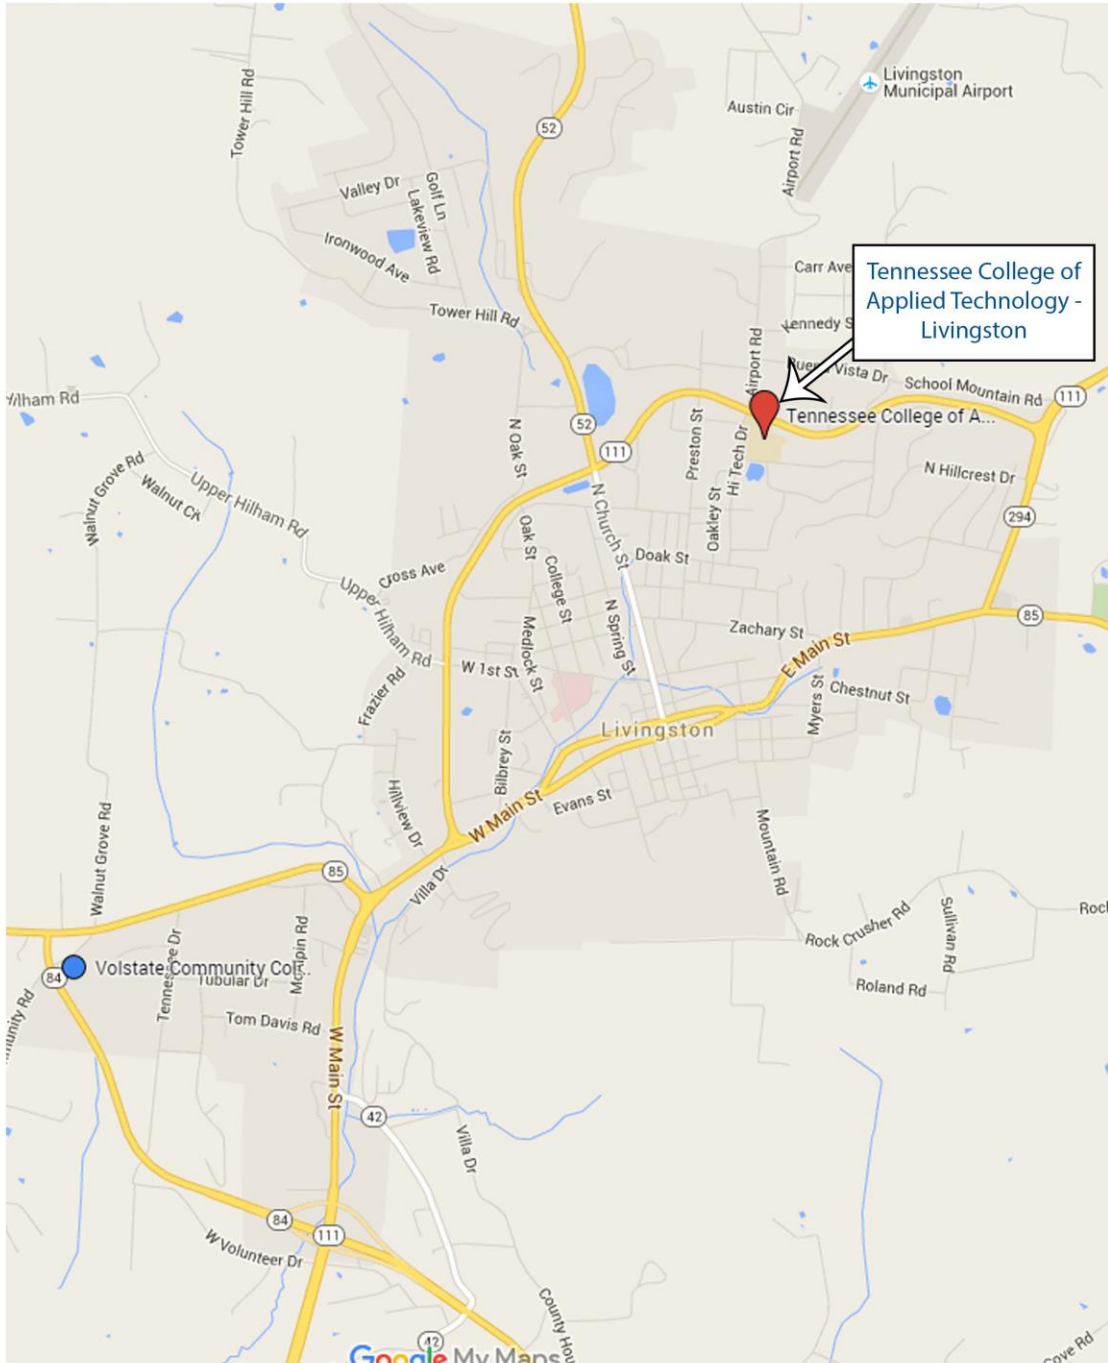 Livingston
Municipal Airport
Austin Cir
Airport Rd
Tower Hill Rd
52
Valley Dr
Golf Ln
Lakeview Rd
Ironwood Ave
Tower Hill Rd
Carr Ave
Tennessee College of
Applied Technology -
Livingston
Kennedy S
Airport Rd
Vista Dr
School Mountain Rd
111
Tennessee College of A...
N Oak St
52
111
Preston St
Hi Tech Dr
Oakley St
N Hillcrest Dr
294
Walnut Grove Rd
Walnut Cir
Upper Hilham Rd
N Church St
Oak St
College St
Doak St
Cross Ave
Upper Hilham Rd
Medlock St
N Spring St
Zachary St
85
E Main St
W 1st St
Frazier Rd
Myers St
Chestnut St
Livingston
Bilbrey St
Hillview Dr
W Main St
Evans St
Villa Dr
Mountain Rd
Walnut Grove Rd
85
Rock Crusher Rd
Sullivan Rd
Roc
Roland Rd
84
Volstate Community Col...
Tennessee Dr
Tubular Dr
Tom Davis Rd
munity Rd
W Main St
42
Villa Dr
84
111
W Volunteer Dr
County Hou
42
Google My Maps
Cove Rd